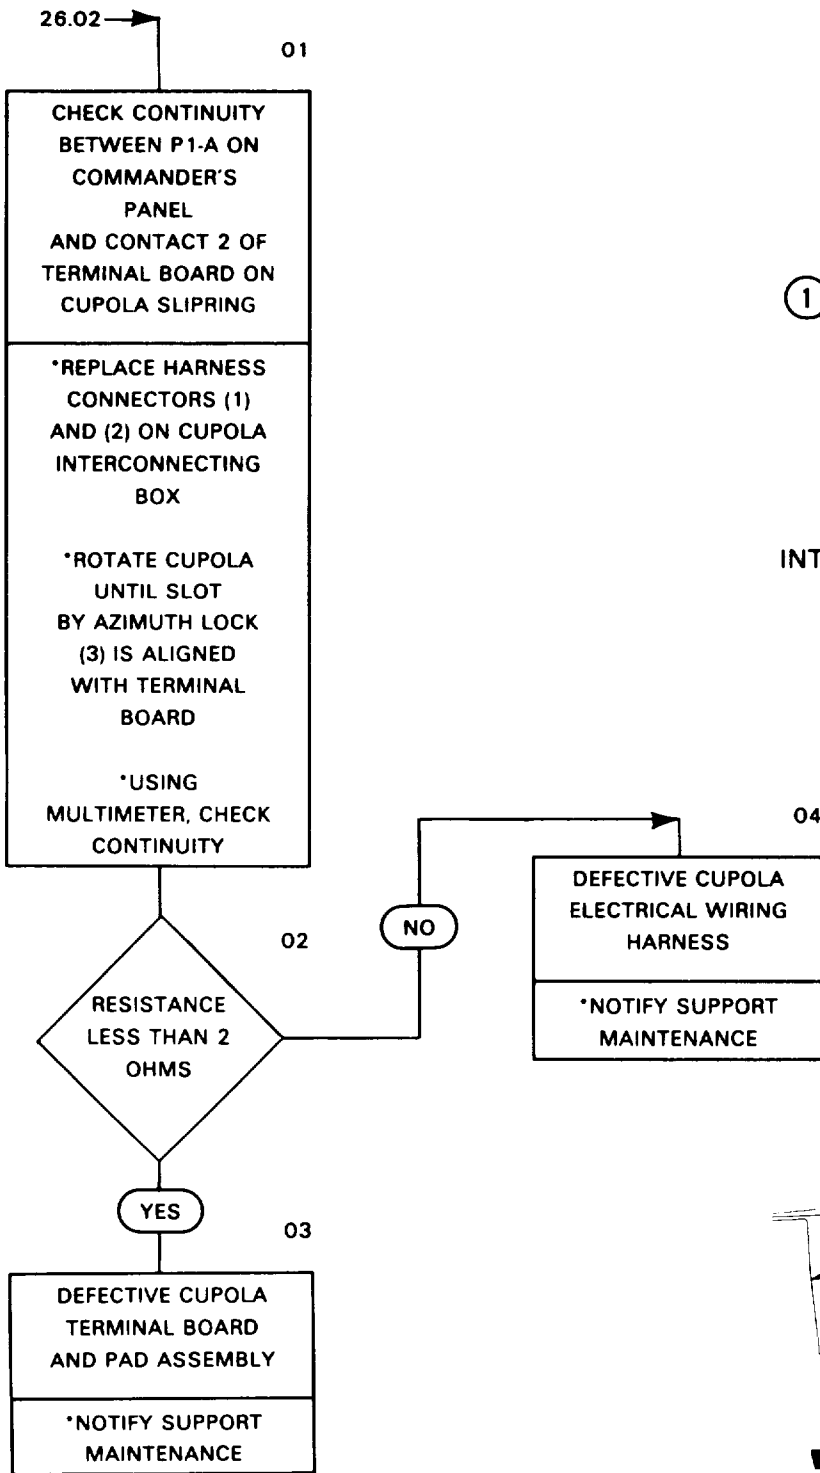 26.02
01
CHECK CONTINUITY
BETWEEN P1-A ON
COMMANDER'S
PANEL
AND CONTACT 2 OF
TERMINAL BOARD ON
CUPOLA SLIPRING
*REPLACE HARNESS
CONNECTORS (1)
AND (2) ON CUPOLA
INTERCONNECTING
BOX
*ROTATE CUPOLA
UNTIL SLOT
BY AZIMUTH LOCK
(3) IS ALIGNED
WITH TERMINAL
BOARD
*USING
MULTIMETER, CHECK
CONTINUITY
02
RESISTANCE
LESS THAN 2
OHMS
NO
04
DEFECTIVE CUPOLA
ELECTRICAL WIRING
HARNESS
*NOTIFY SUPPORT
MAINTENANCE
YES
03
DEFECTIVE CUPOLA
TERMINAL BOARD
AND PAD ASSEMBLY
*NOTIFY SUPPORT
MAINTENANCE
1
INT